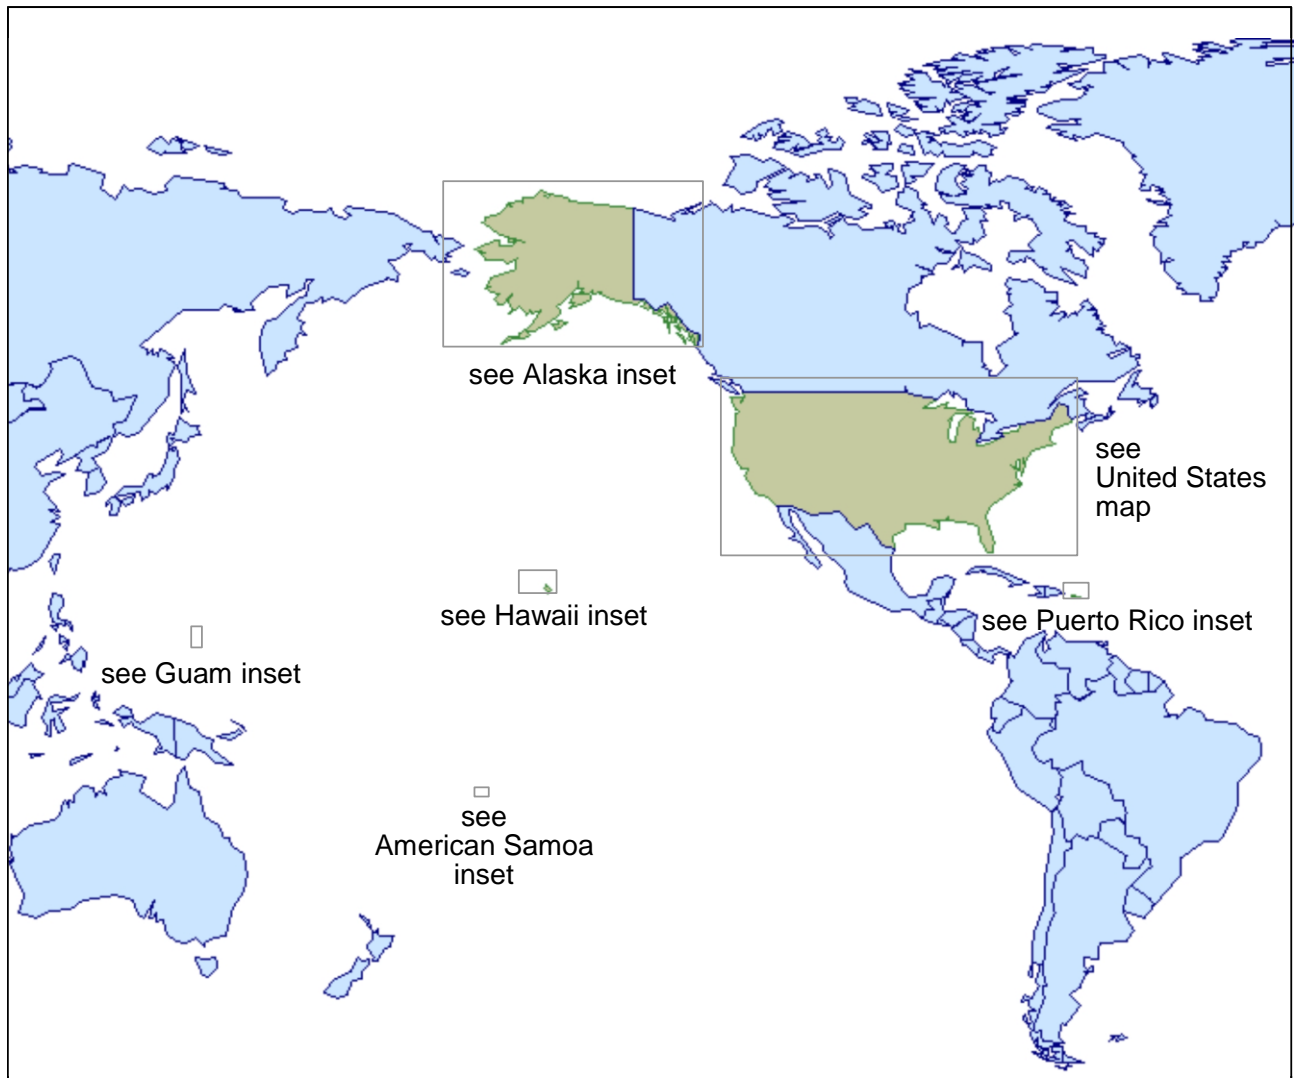 see Alaska inset
see
United States
map
see Hawaii inset
see Puerto Rico inset
see Guam inset
see
American Samoa
inset